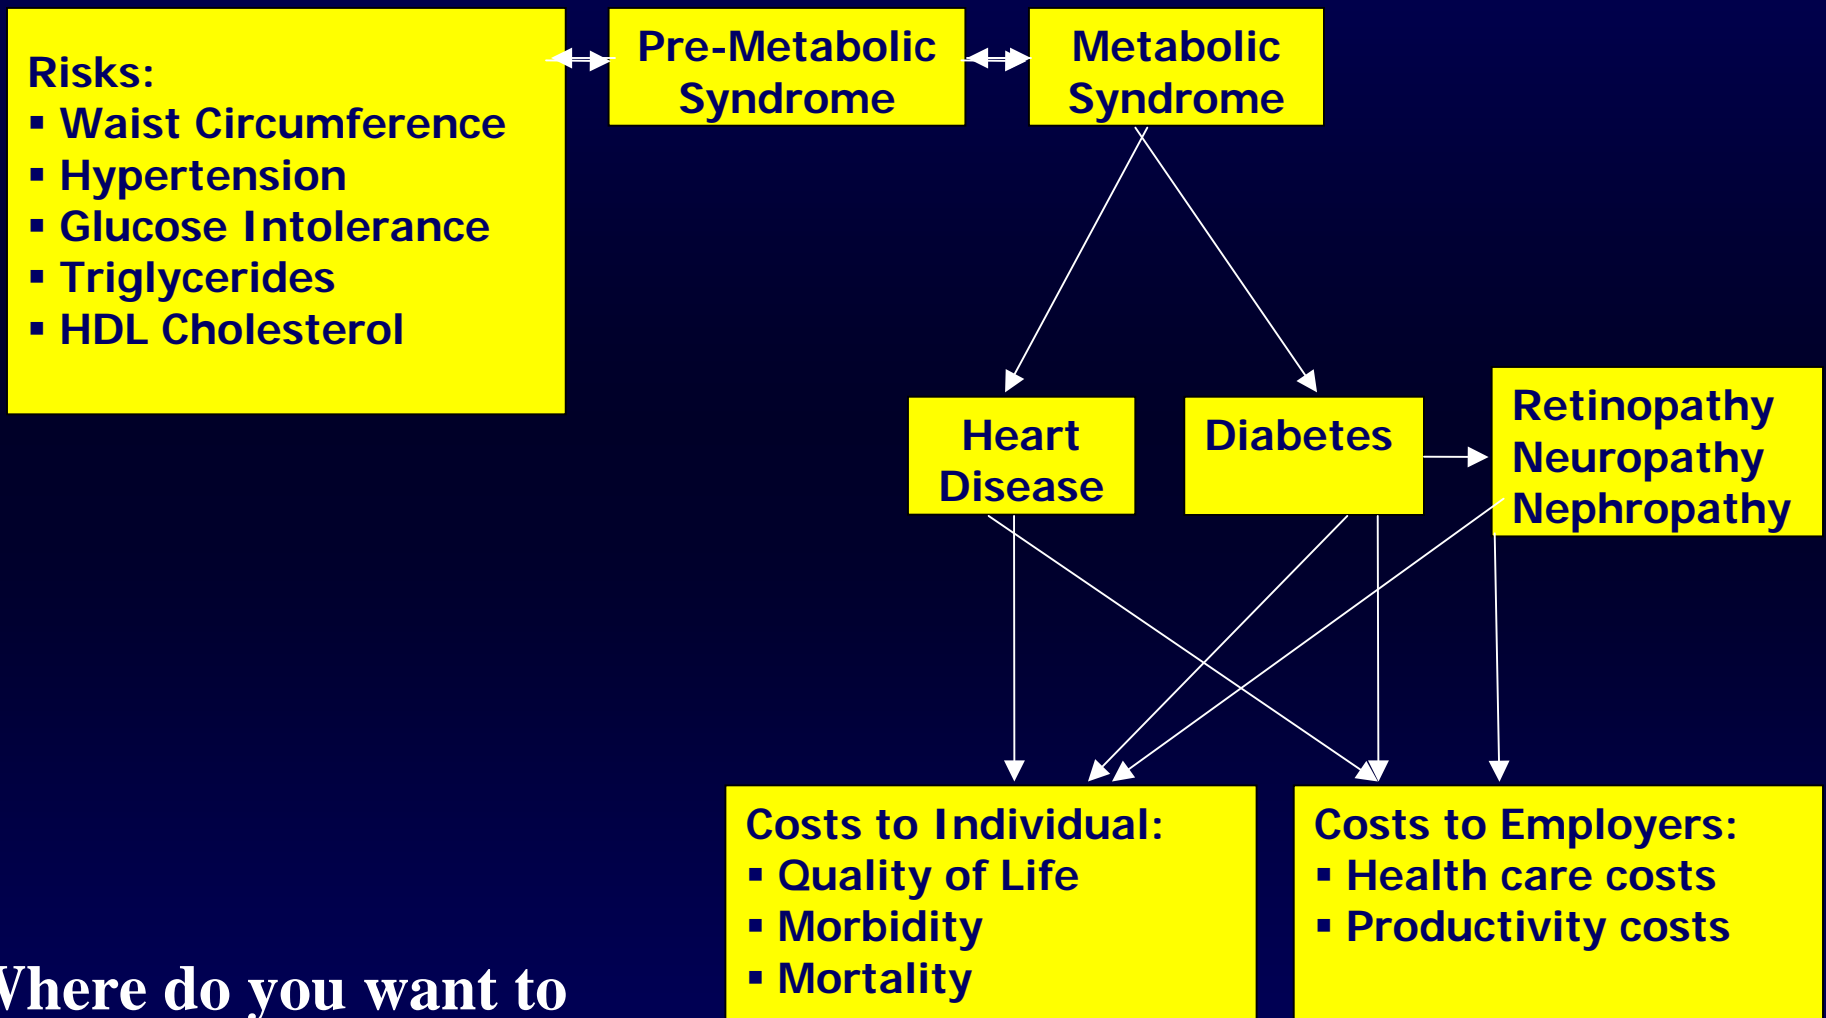 Risks:
▪ Waist Circumference
▪ Hypertension
▪ Glucose Intolerance
▪ Triglycerides
▪ HDL Cholesterol
Pre-Metabolic
Syndrome
Metabolic
Syndrome
Heart
Disease
Diabetes
Retinopathy
Neuropathy
Nephropathy
Costs to Individual:
▪ Quality of Life
▪ Morbidity
▪ Mortality
Costs to Employers:
▪ Health care costs
▪ Productivity costs
Where do you want to